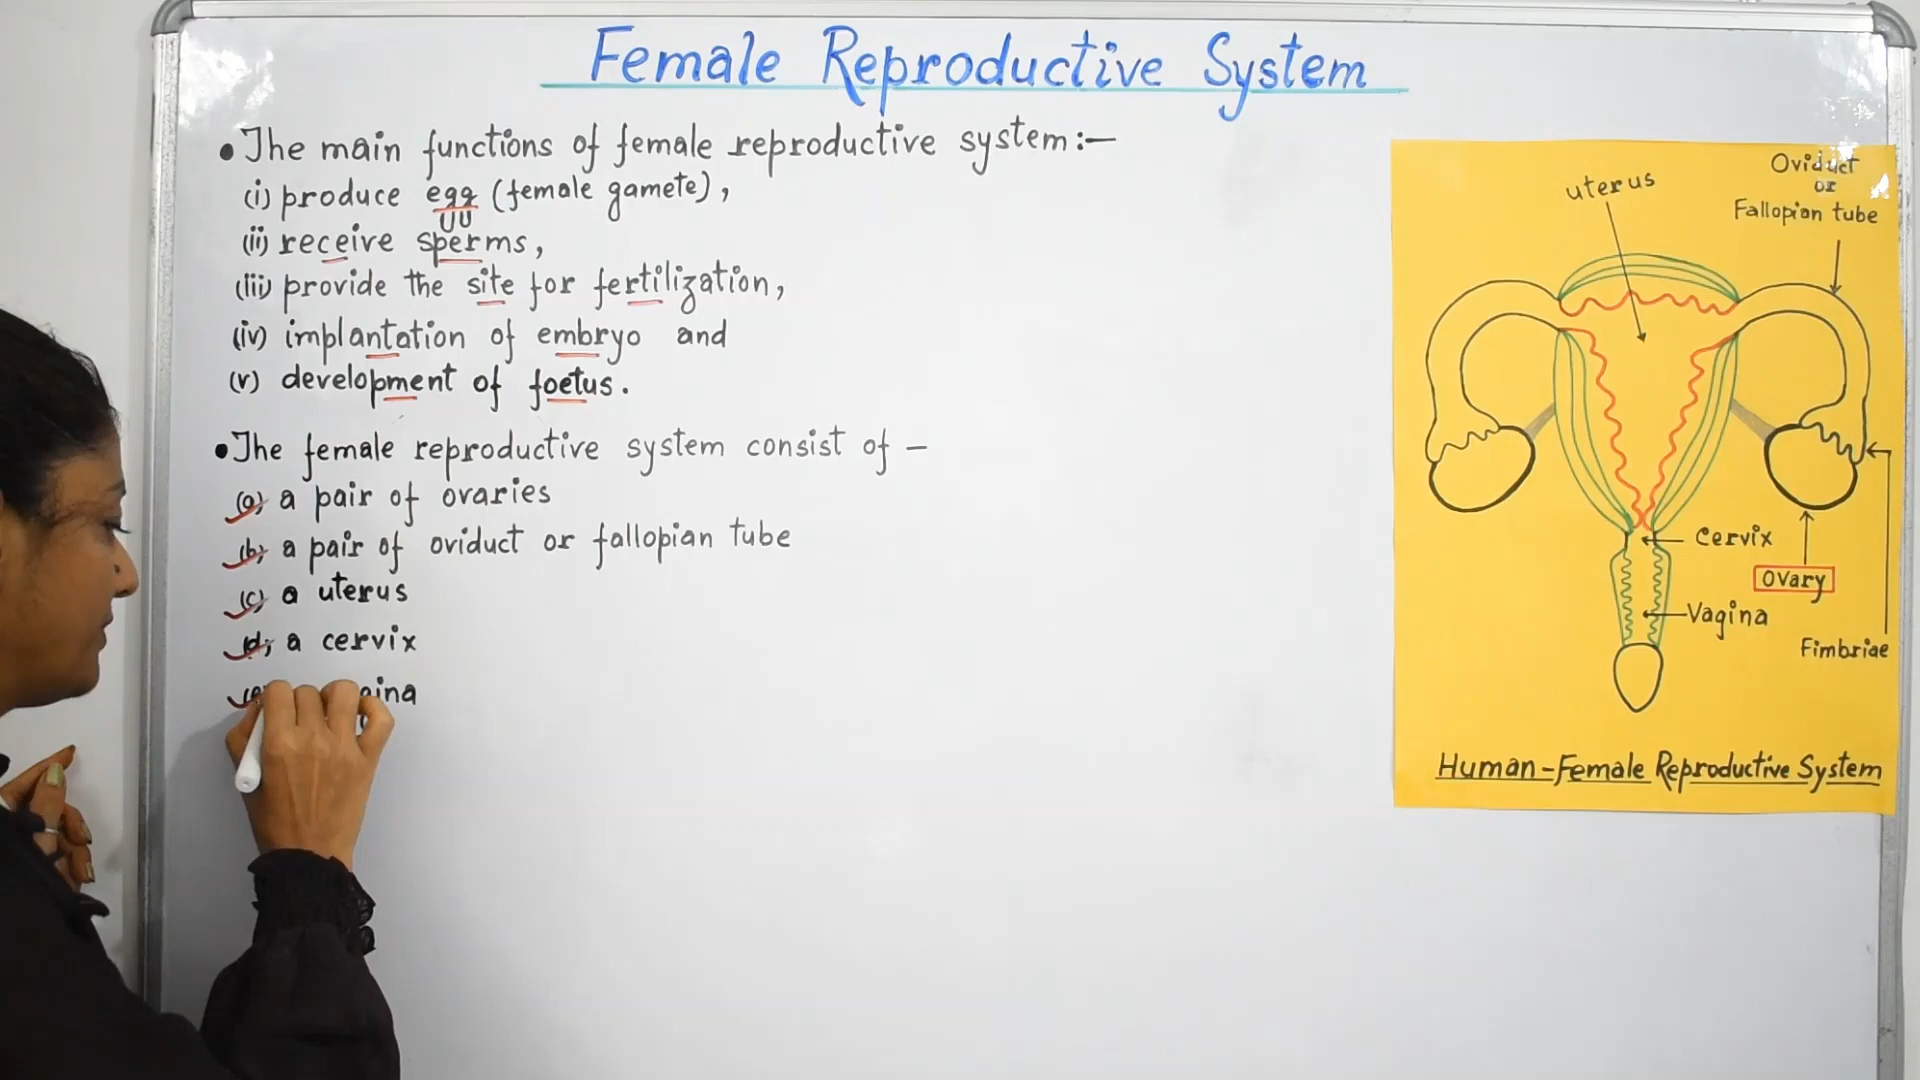 Female Reproductive System
• The main functions of female reproductive system:—
(i) produce egg (female gamete),
(ii) receive sperms,
(iii) provide the site for fertilization,
(iv) implantation of embryo and
(v) development of foetus.
• The female reproductive system consist of –
(a) a pair of ovaries
(b) a pair of oviduct or fallopian tube
(c) a uterus
(d) a cervix
uterus
Oviduct
or
Fallopian tube
Cervix
Ovary
Vagina
Fimbriae
Human-Female Reproductive System